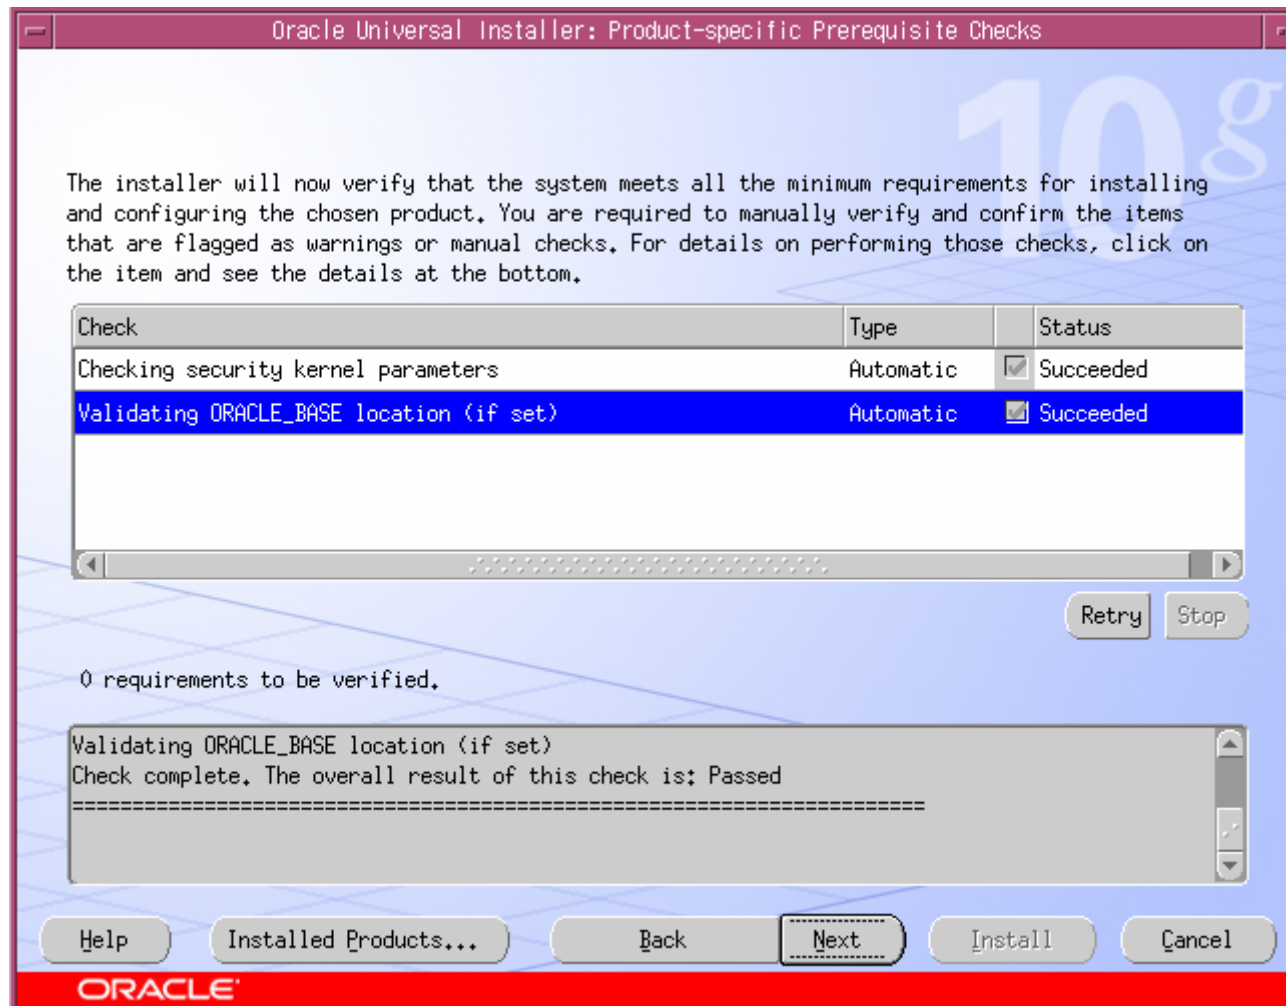 Oracle Universal Installer: Product-specific Prerequisite Checks
10g
The installer will now verify that the system meets all the minimum requirements for installing
and configuring the chosen product. You are required to manually verify and confirm the items
that are flagged as warnings or manual checks. For details on performing those checks, click on
the item and see the details at the bottom.
Check Type Status
Checking security kernel parameters Automatic Succeeded
Validating ORACLE_BASE location (if set) Automatic Succeeded
Retry Stop
0 requirements to be verified.
Validating ORACLE_BASE location (if set)
Check complete. The overall result of this check is: Passed
=======================================================================
Help Installed Products... Back Next Install Cancel
ORACLE